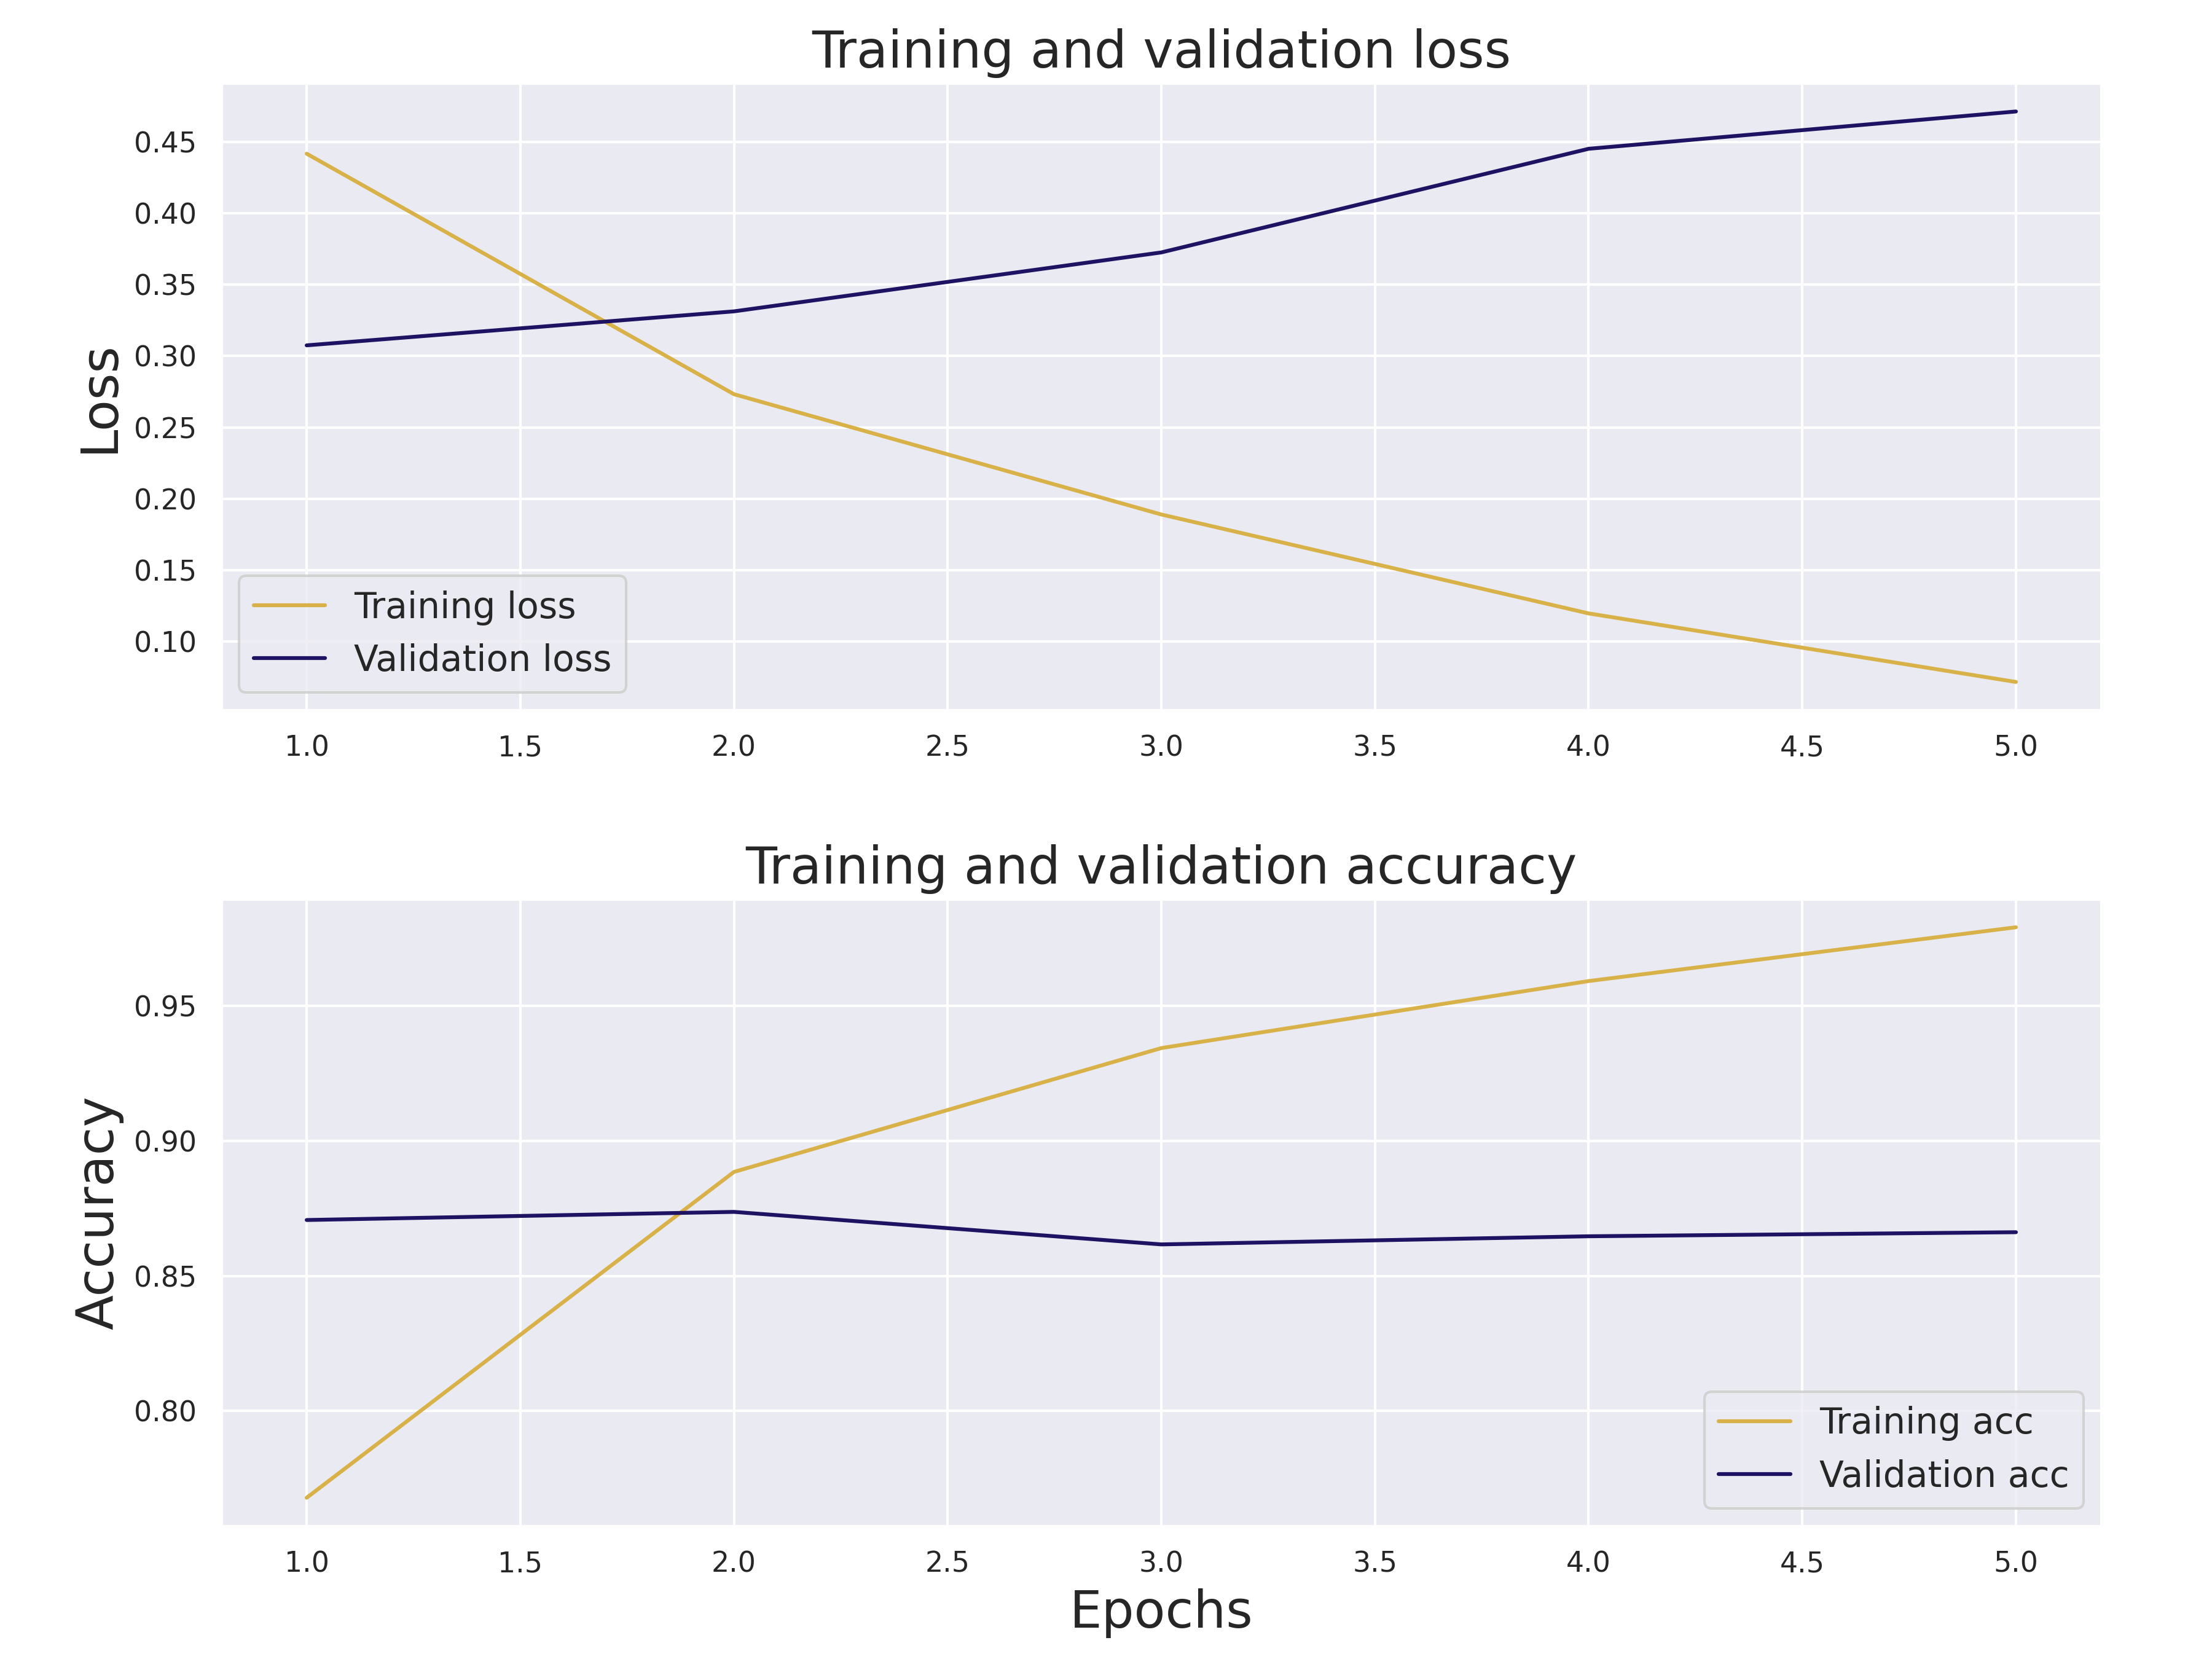 Training and validation loss
Loss
0.45
0.40
0.35
0.30
0.25
0.20
0.15
0.10
Training loss
Validation loss
1.0 1.5 2.0 2.5 3.0 3.5 4.0 4.5 5.0
Training and validation accuracy
Accuracy
0.95
0.90
0.85
0.80
Training acc
Validation acc
1.0 1.5 2.0 2.5 3.0 3.5 4.0 4.5 5.0
Epochs